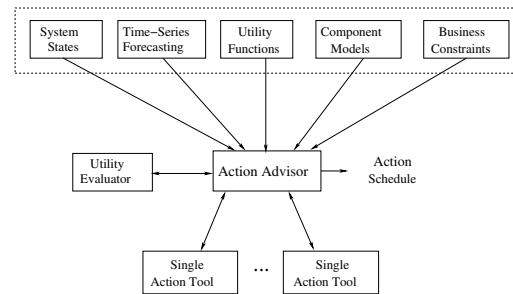 System
States
Time-Series
Forecasting
Utility
Functions
Component
Models
Business
Constraints
Utility
Evaluator
Action Advisor
Action
Schedule
Single
Action Tool
...
Single
Action Tool